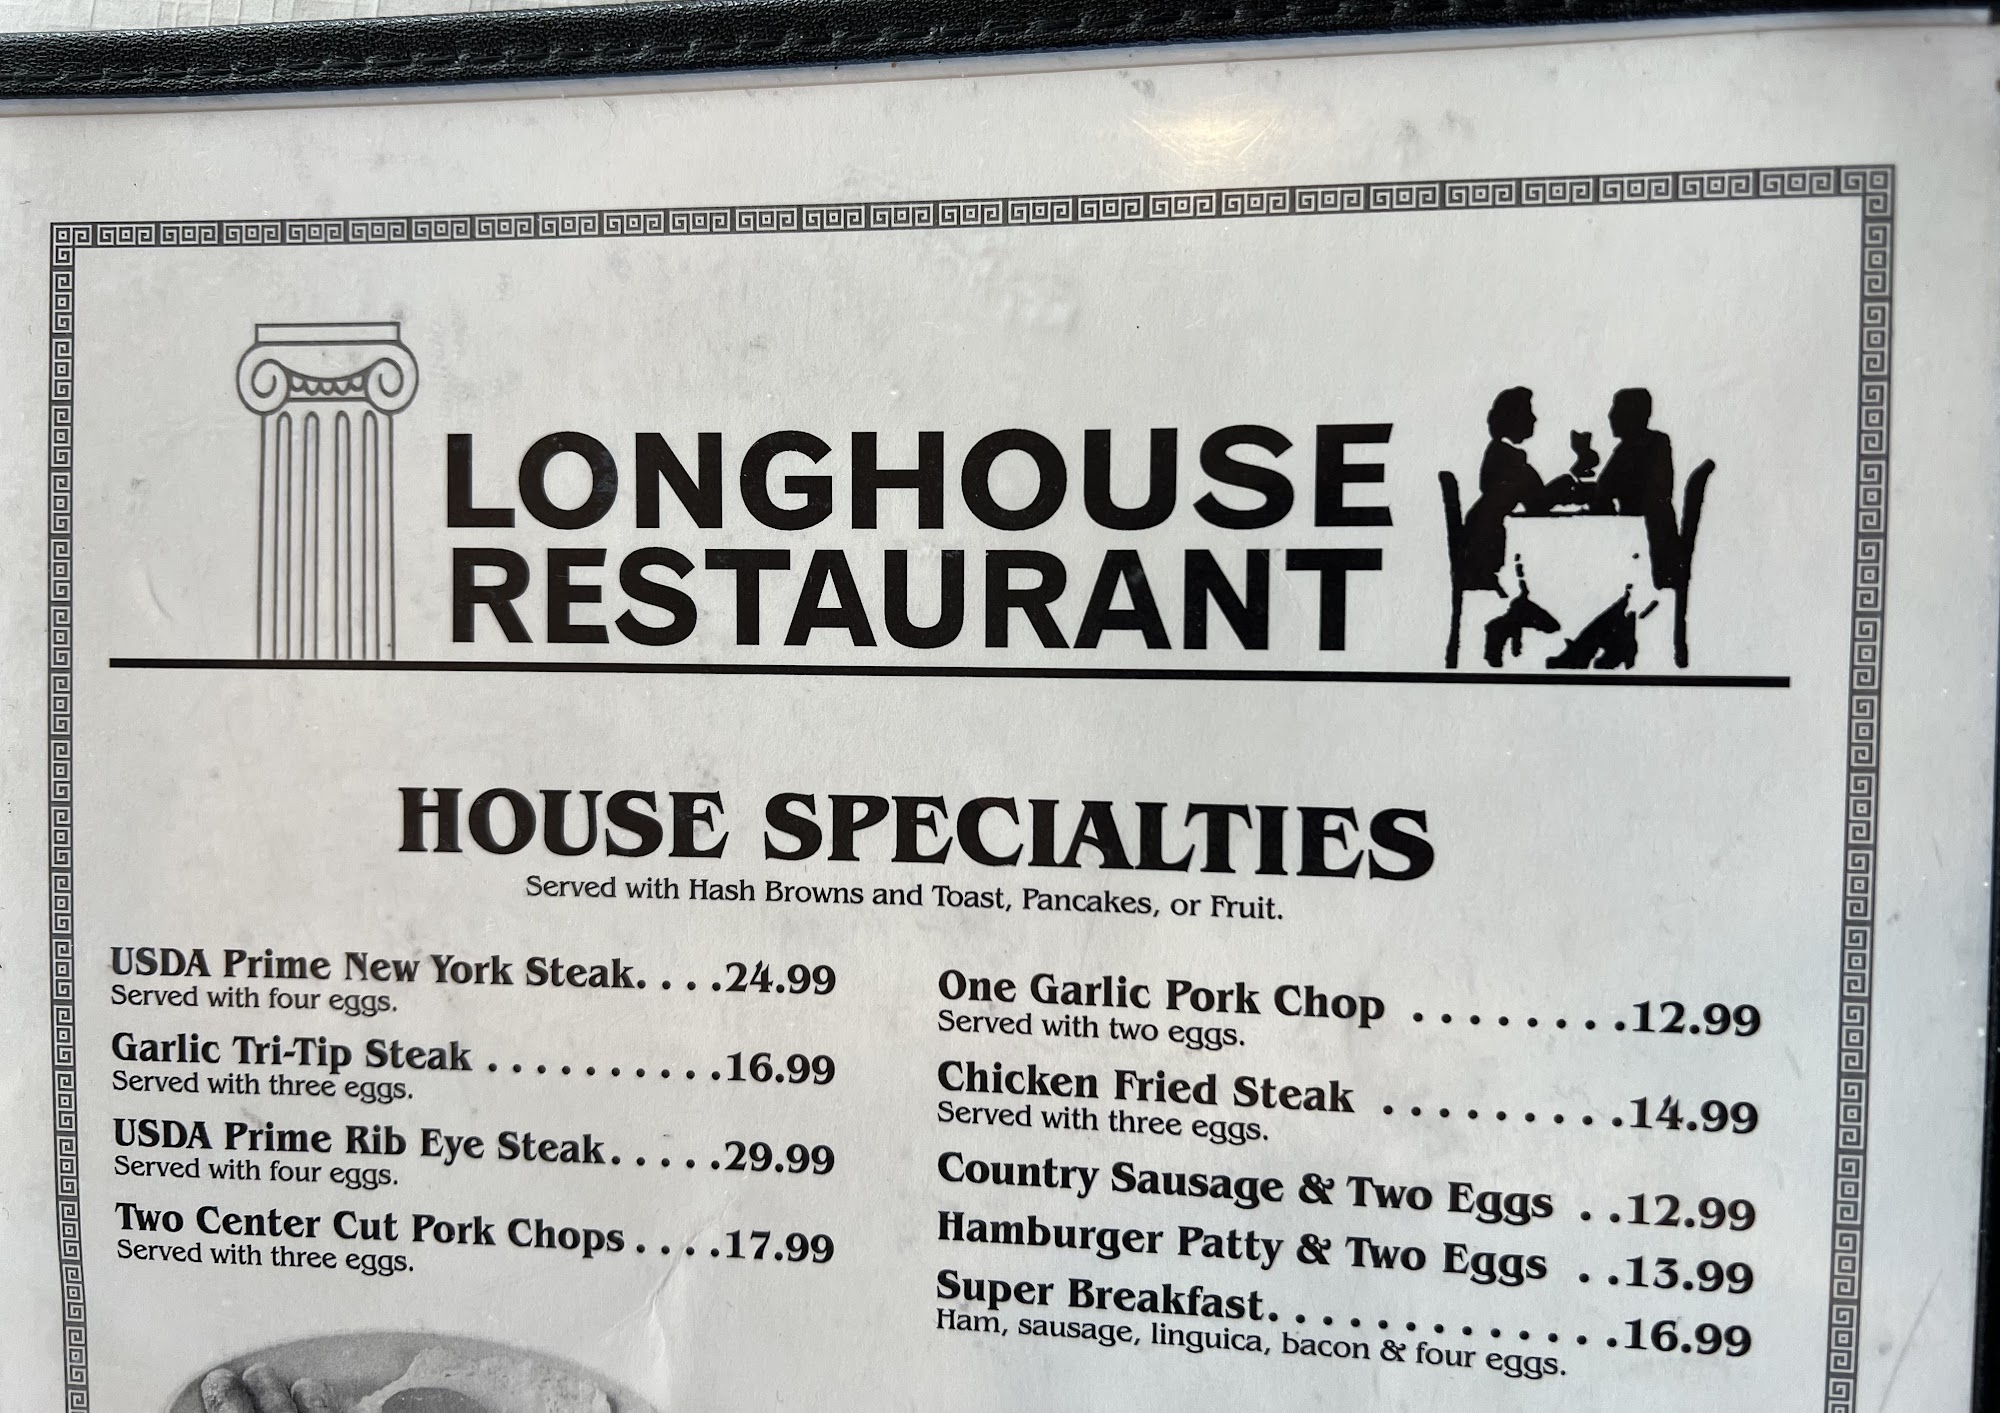 LONGHOUSE
RESTAURANT
HOUSE SPECIALTIES
Served with Hash Browns and Toast, Pancakes, or Fruit.
USDA Prime New York Steak. . . .24.99
Served with four eggs.
Garlic Tri-Tip Steak . . . . . . . . . .16.99
Served with three eggs.
USDA Prime Rib Eye Steak. . . . .29.99
Served with four eggs.
Two Center Cut Pork Chops . . . .17.99
Served with three eggs.
One Garlic Pork Chop . . . . . . . .12.99
Served with two eggs.
Chicken Fried Steak . . . . . . . . .14.99
Served with three eggs.
Country Sausage & Two Eggs . .12.99
Hamburger Patty & Two Eggs . .13.99
Super Breakfast. . . . . . . . . . . . .16.99
Ham, sausage, linguica, bacon & four eggs.